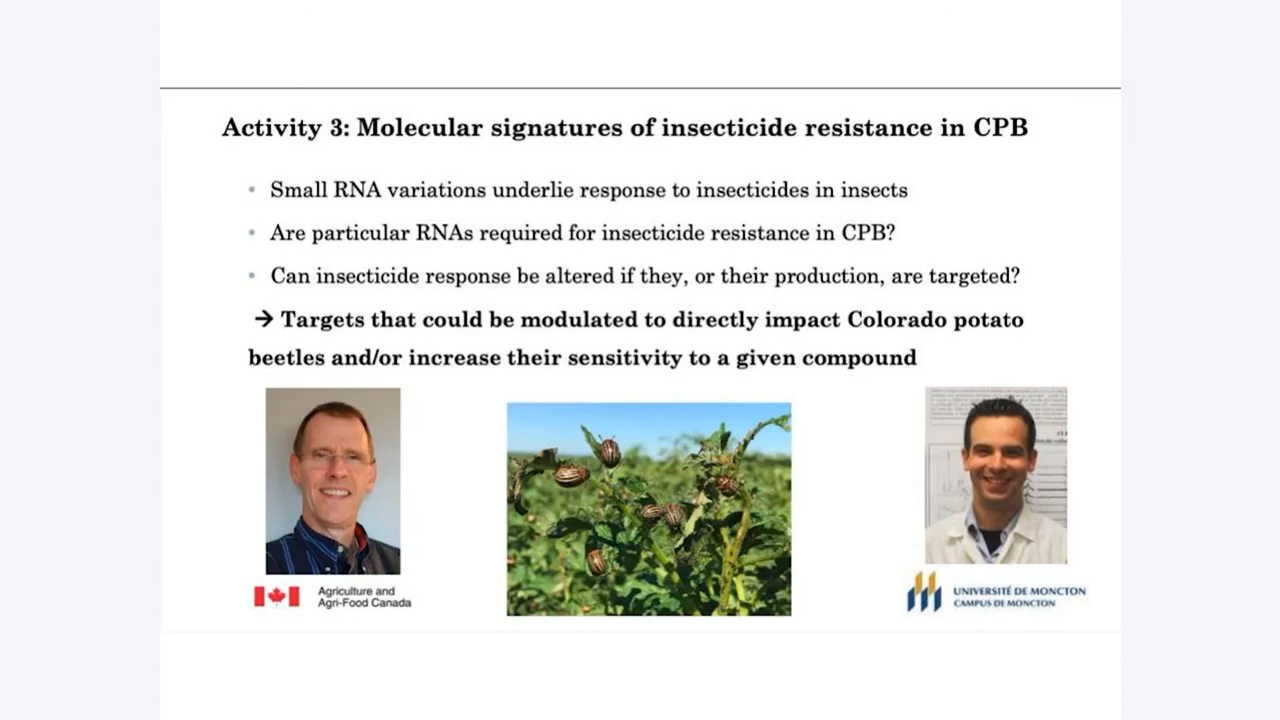 Activity 3: Molecular signatures of insecticide resistance in CPB
• Small RNA variations underlie response to insecticides in insects
• Are particular RNAs required for insecticide resistance in CPB?
• Can insecticide response be altered if they, or their production, are targeted?
→ Targets that could be modulated to directly impact Colorado potato
beetles and/or increase their sensitivity to a given compound
Agriculture and
Agri-Food Canada
UNIVERSITÉ DE MONCTON
CAMPUS DE MONCTON